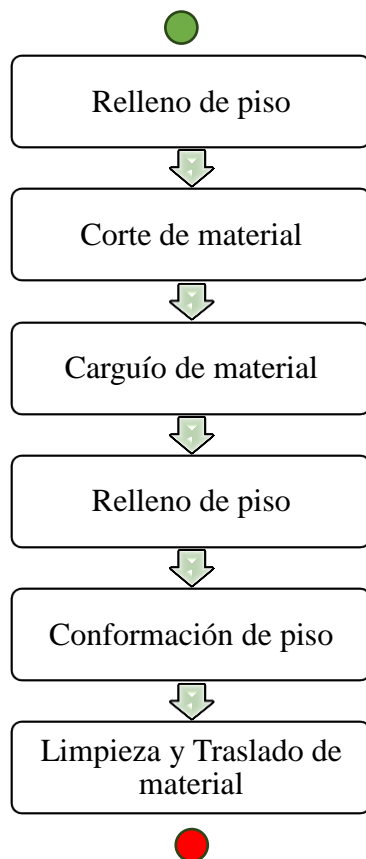 Relleno de piso
Corte de material
Carguío de material
Relleno de piso
Conformación de piso
Limpieza y Traslado de
material